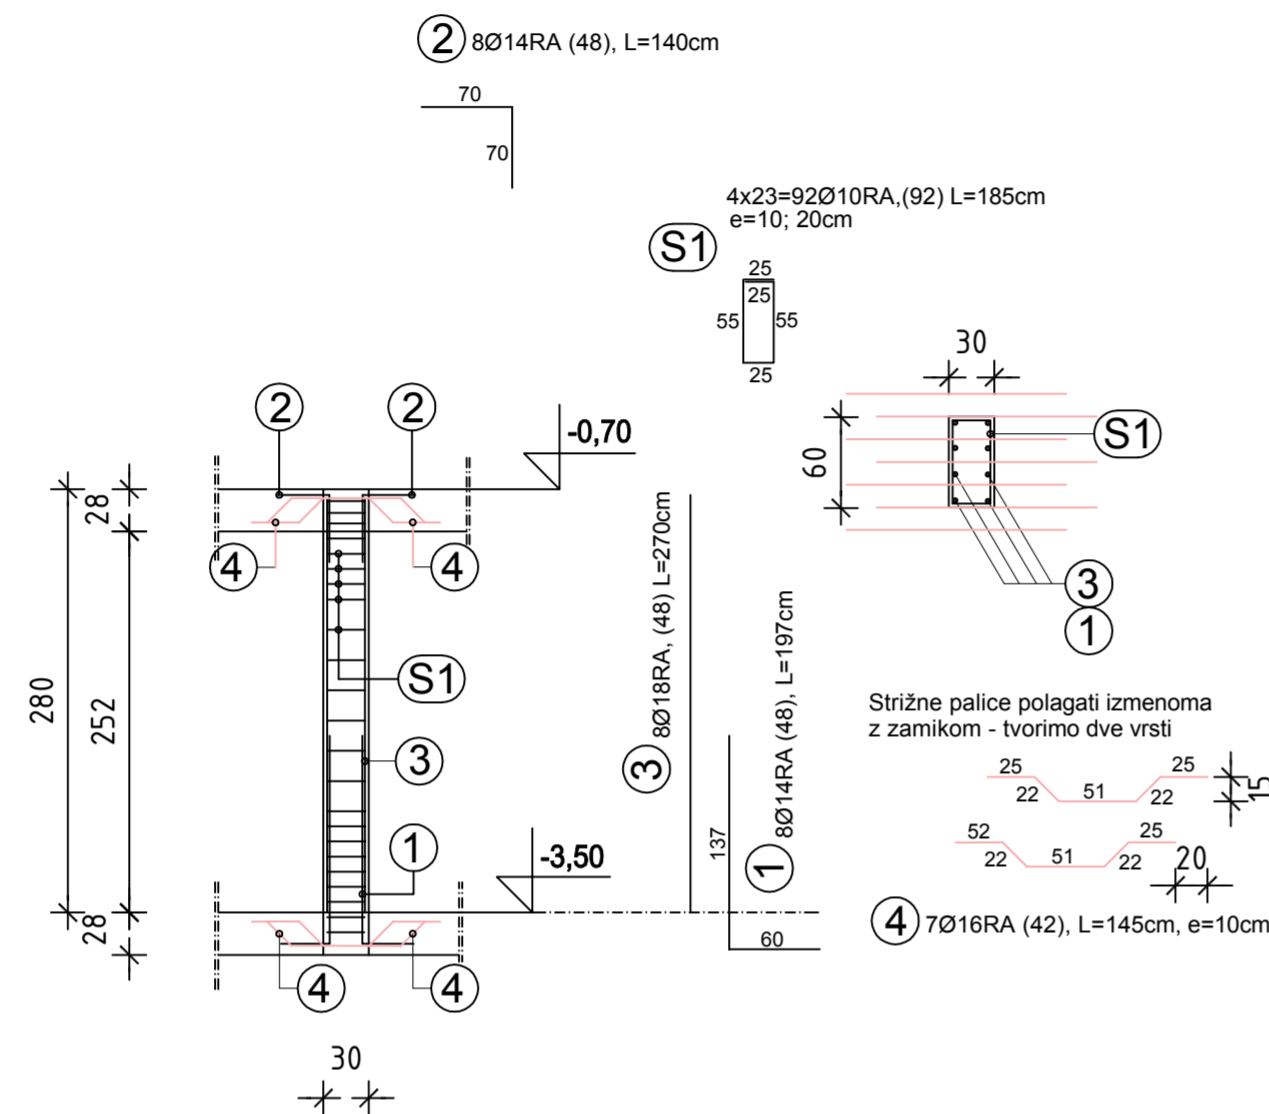 2 8Ø14RA (48), L=140cm
70
70
4x23=92Ø10RA,(92) L=185cm
e=10; 20cm
S1
25
25
55 55
25
30
60
S1
3
1
2 2
-0,70
28
4 4
280
252
S1
3
1
-3,50
28
4 4
30
3 8Ø18RA, (48) L=270cm
1 8Ø14RA (48), L=197cm
137
60
Strižne palice polagati izmenoma
z zamikom - tvorimo dve vrsti
25 25
22 51 22
15
52 25
22 51 22
20
4 7Ø16RA (42), L=145cm, e=10cm